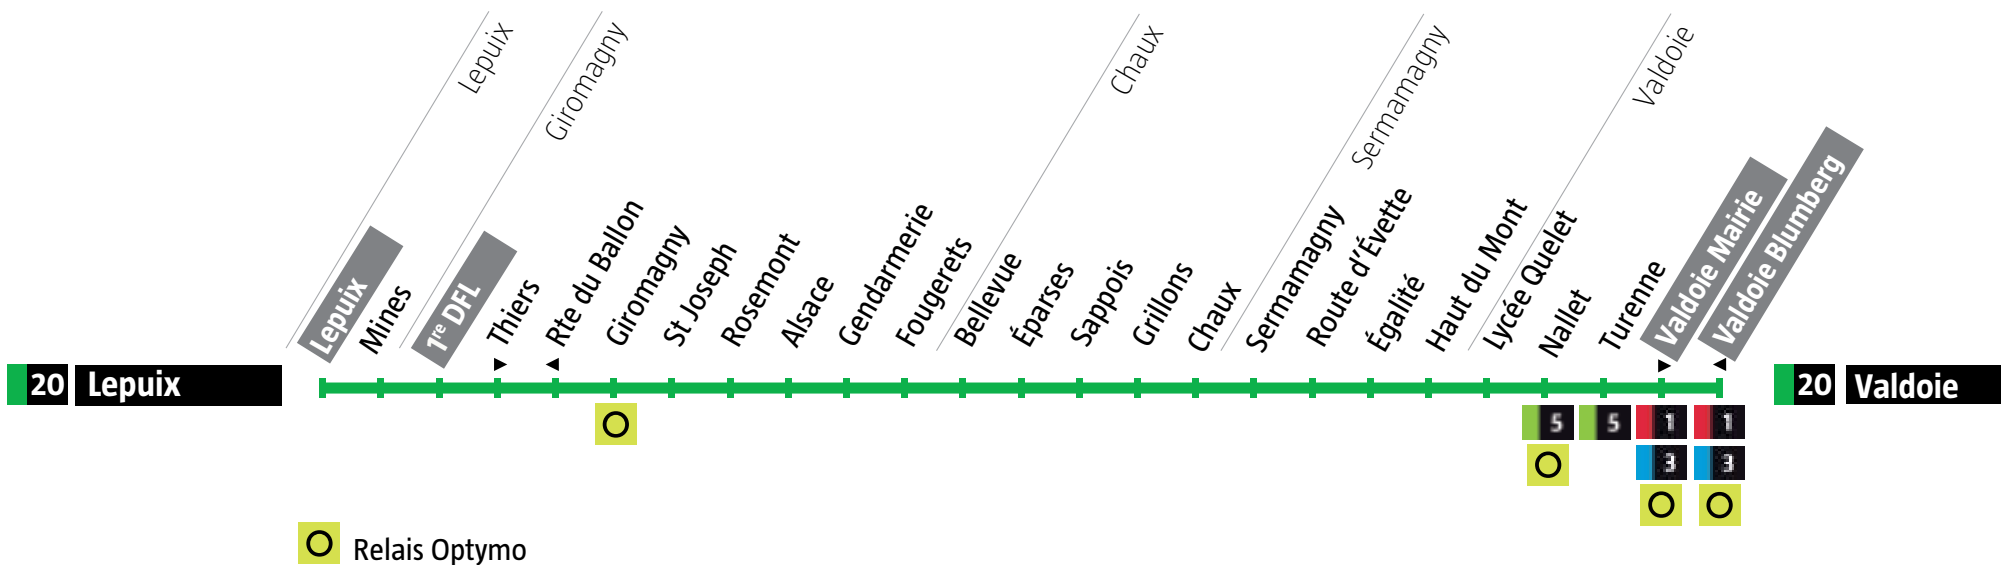 Lepuix
Giromagny
Chaux
Sermamagny
Valdoie
Lepuix
Mines
1re DFL
Thiers
Rte du Ballon
Giromagny
St Joseph
Rosemont
Alsace
Gendarmerie
Fougerets
Bellevue
Éparses
Sappois
Grillons
Chaux
Sermamagny
Route d'Évette
Égalité
Haut du Mont
Lycée Quelet
Nallet
Turenne
Valdoie Mairie
Valdoie Blumberg
20 Lepuix
20 Valdoie
5 5 1 1
3 3
Relais Optymo